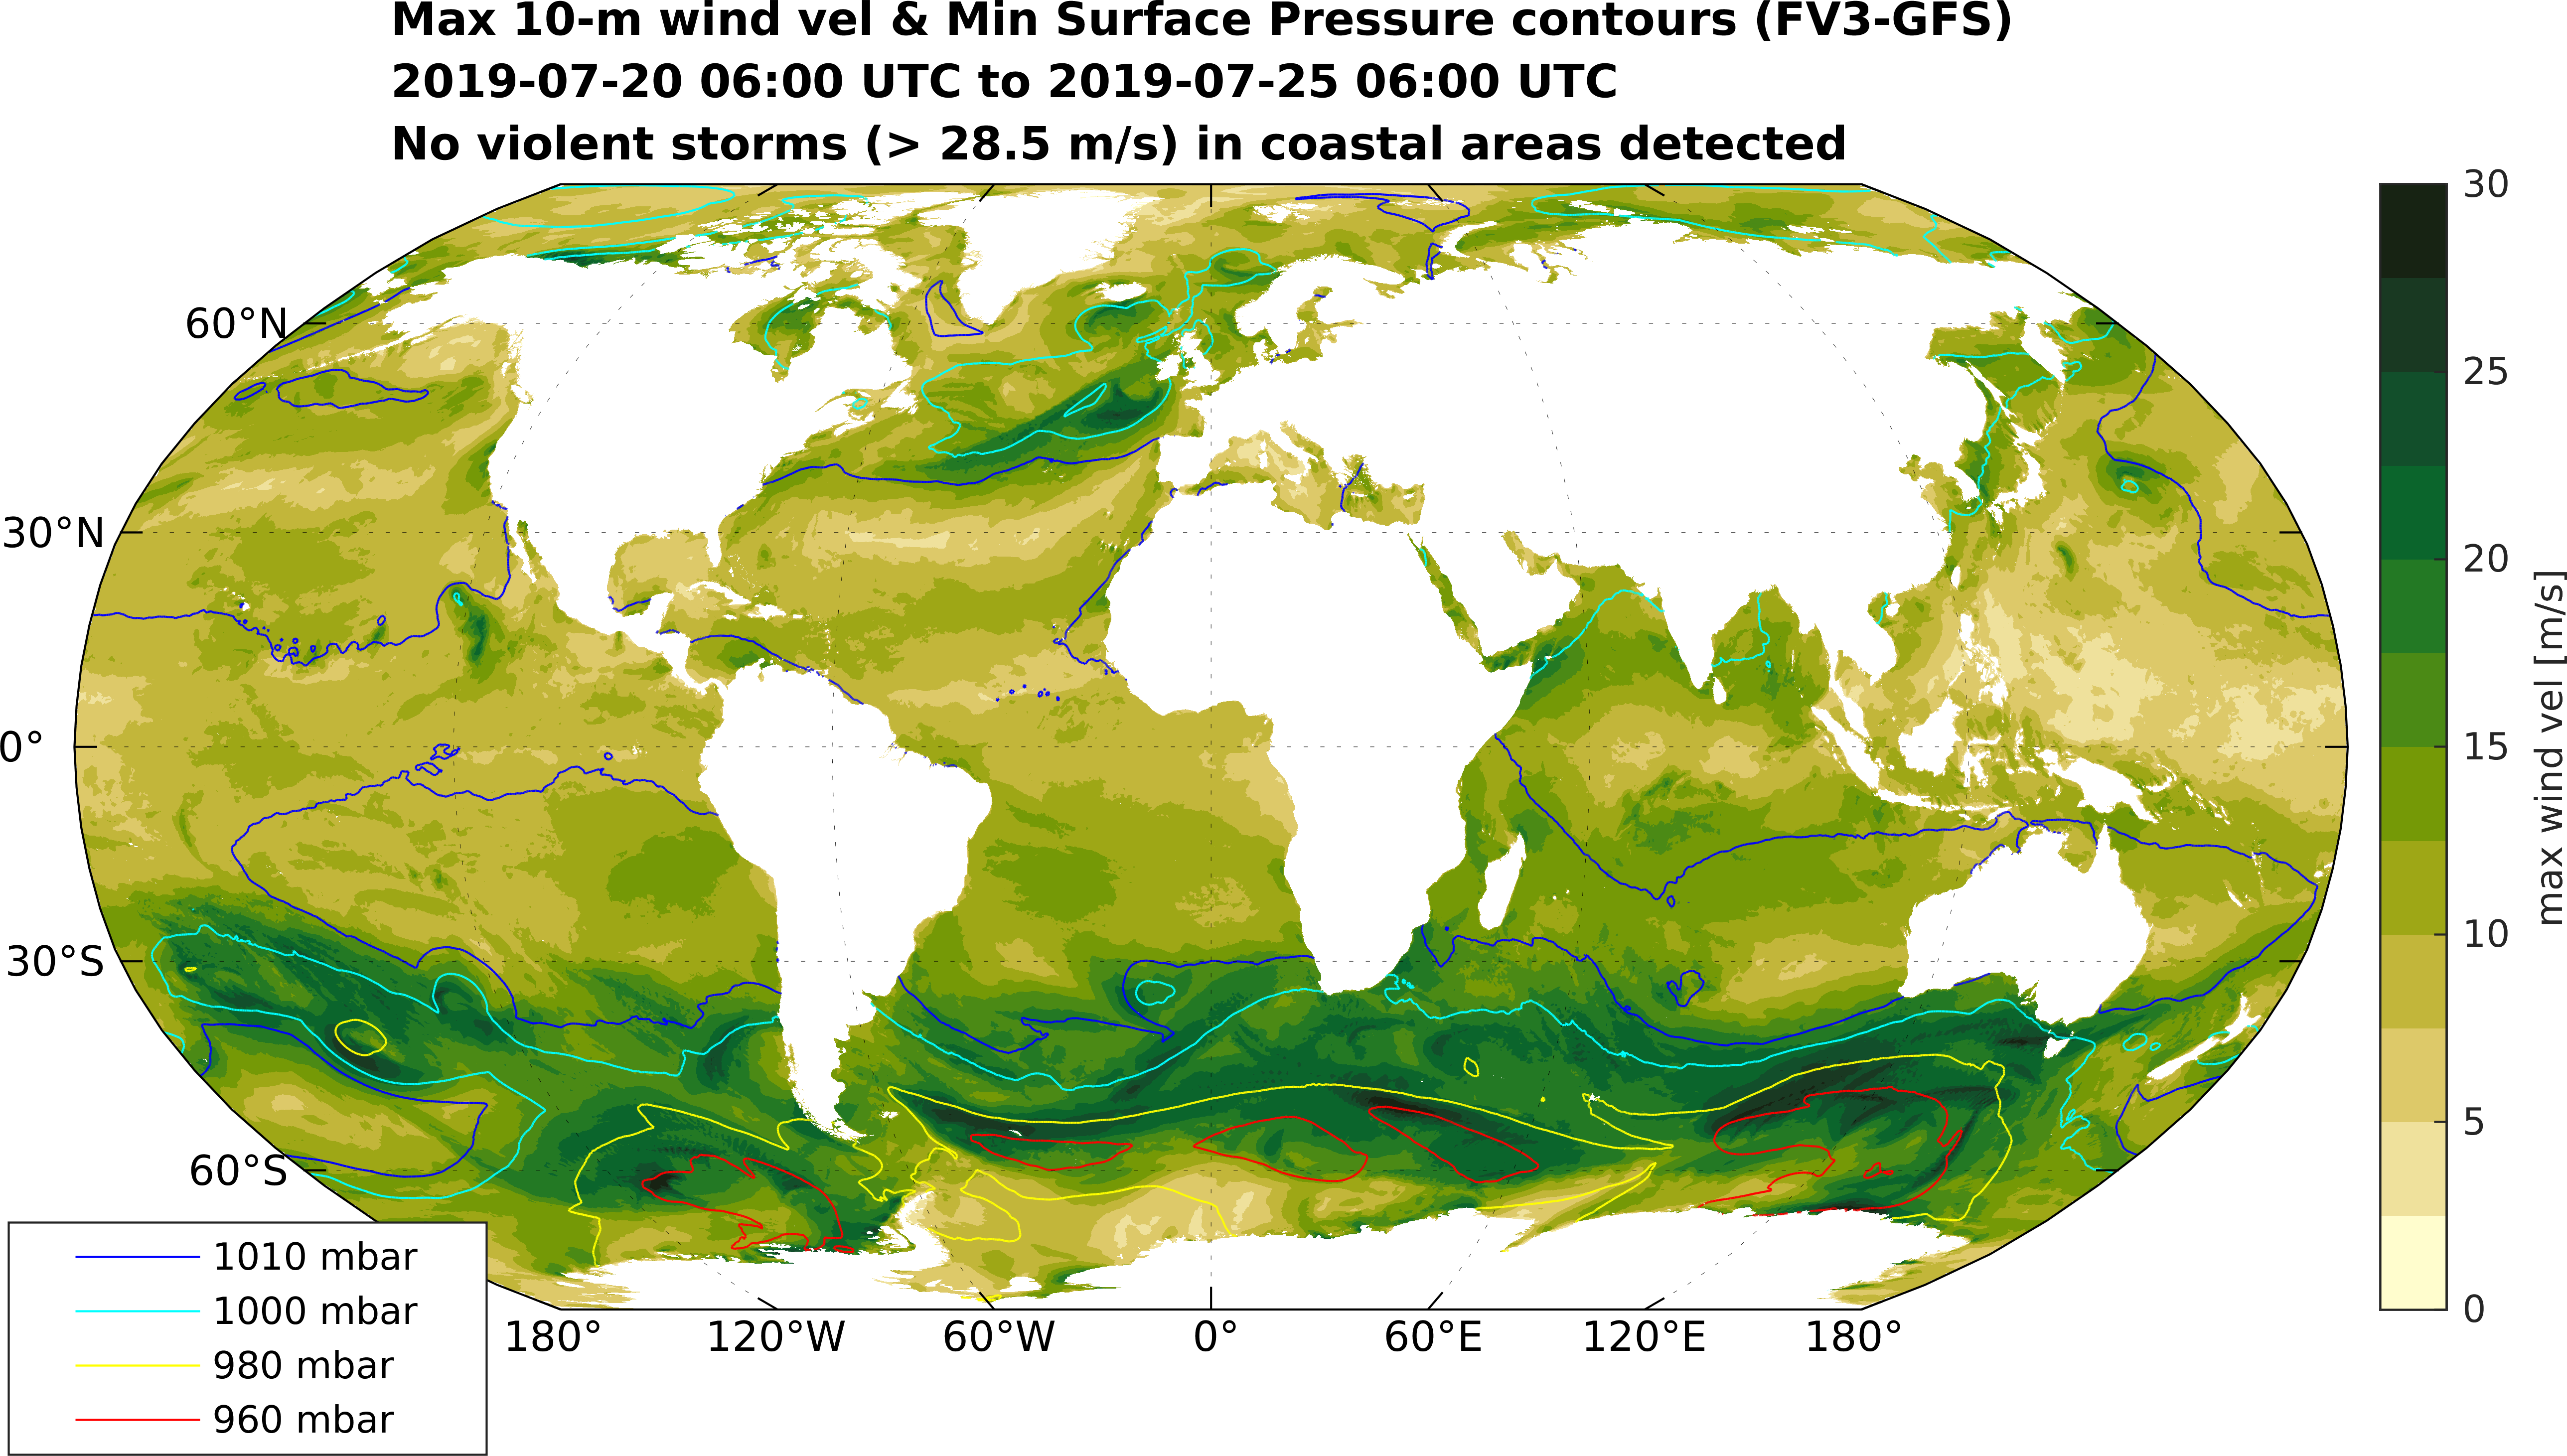 Max 10-m wind vel & Min Surface Pressure contours (FV3-GFS)
2019-07-20 06:00 UTC to 2019-07-25 06:00 UTC
No violent storms (> 28.5 m/s) in coastal areas detected
60°N
30°N
0°
30°S
60°S
180°
120°W
60°W
0°
60°E
120°E
180°
1010 mbar
1000 mbar
980 mbar
960 mbar
30
25
20
15
10
5
0
max wind vel [m/s]